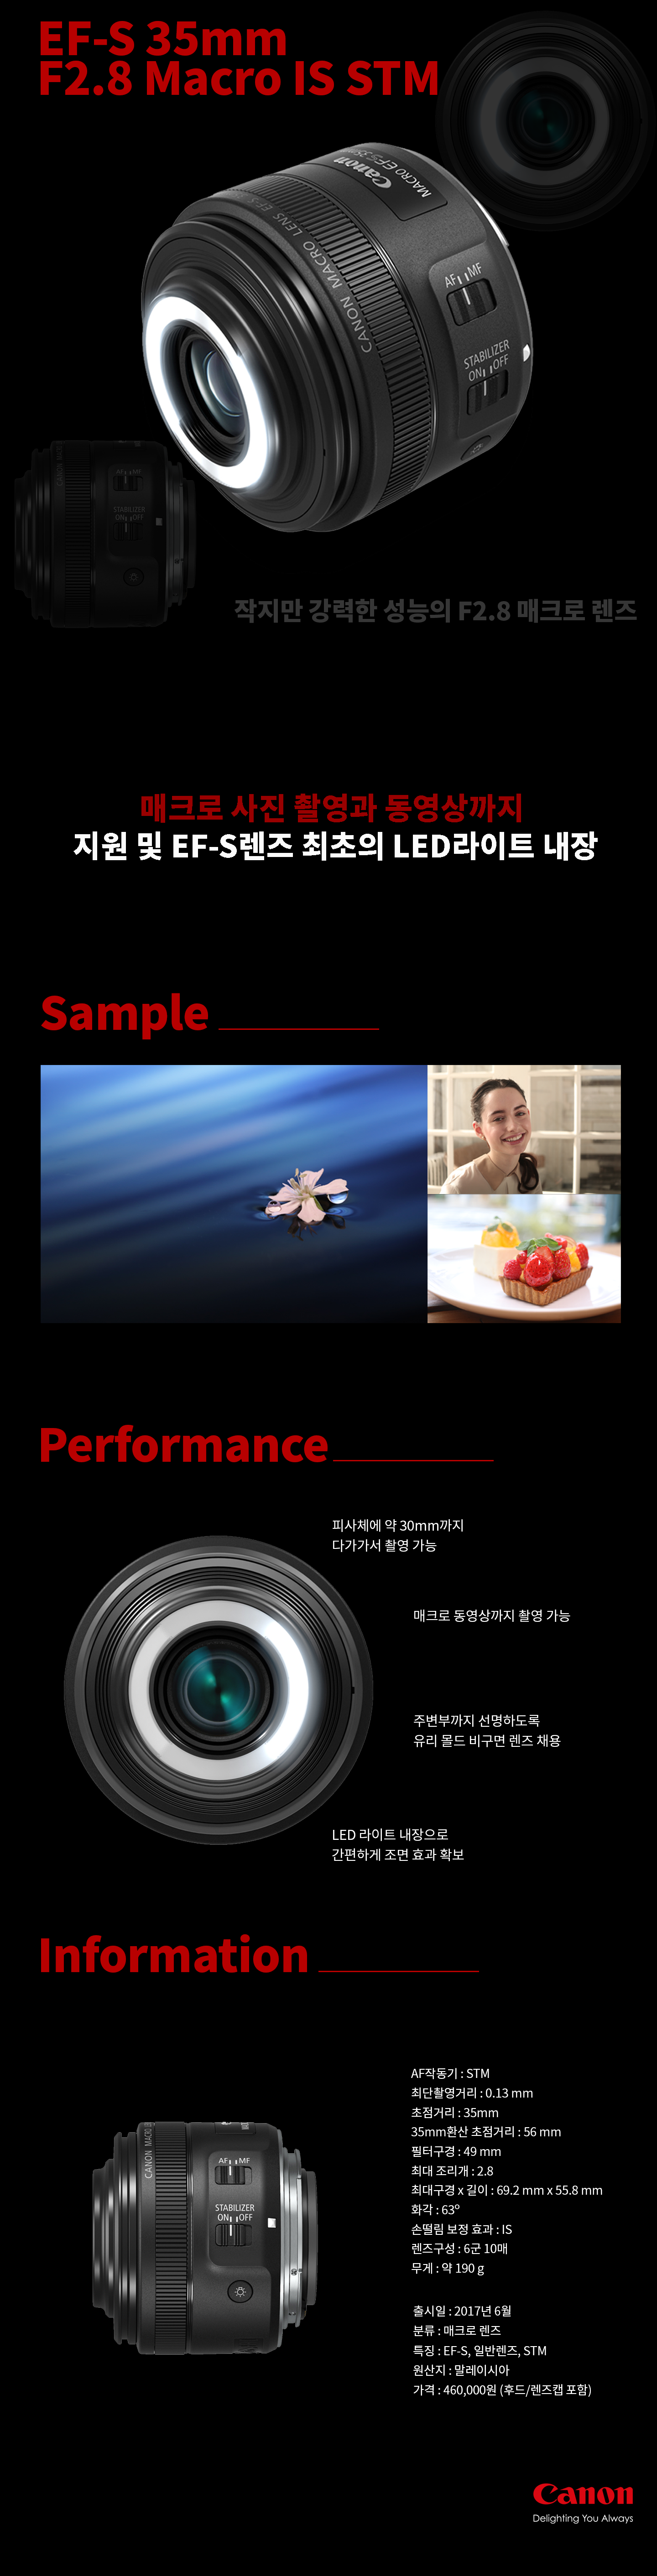 EF-S 35mm
F2.8 Macro IS STM
Canon
MACRO EF-S 35mm
CANON MACRO LENS EF-S
AF MF
STABILIZER
ON OFF
AF MF
STABILIZER
ON OFF
작지만 강력한 성능의 F2.8 매크로 렌즈
매크로 사진 촬영과 동영상까지
지원 및 EF-S렌즈 최초의 LED라이트 내장
Sample
Performance
피사체에 약 30mm까지
다가가서 촬영 가능
매크로 동영상까지 촬영 가능
주변부까지 선명하도록
유리 몰드 비구면 렌즈 채용
LED 라이트 내장으로
간편하게 조면 효과 확보
Information
CANON MACRO
AF MF
STABILIZER
ON OFF
AF작동기 : STM
최단촬영거리 : 0.13 mm
초점거리 : 35mm
35mm환산 초점거리 : 56 mm
필터구경 : 49 mm
최대 조리개 : 2.8
최대구경 x 길이 : 69.2 mm x 55.8 mm
화각 : 63º
손떨림 보정 효과 : IS
렌즈구성 : 6군 10매
무게 : 약 190 g
출시일 : 2017년 6월
분류 : 매크로 렌즈
특징 : EF-S, 일반렌즈, STM
원산지 : 말레이시아
가격 : 460,000원 (후드/렌즈캡 포함)
Canon
Delighting You Always